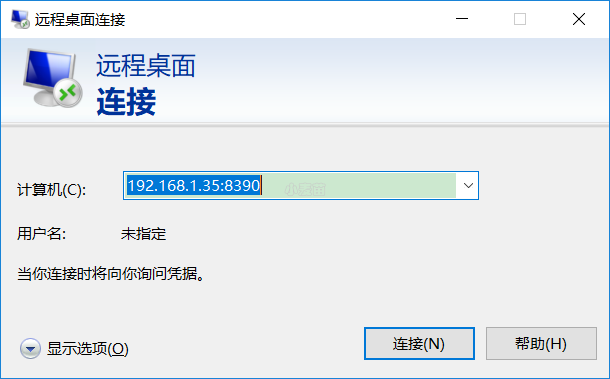 远程桌面连接
远程桌面
连接
计算机(C): 192.168.1.35:8390
用户名: 未指定
当你连接时将向你询问凭据。
显示选项(O) 连接(N) 帮助(H)